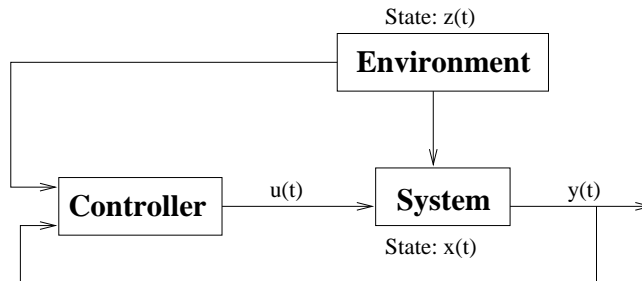 State: z(t)
Environment
Controller
u(t)
System
y(t)
State: x(t)